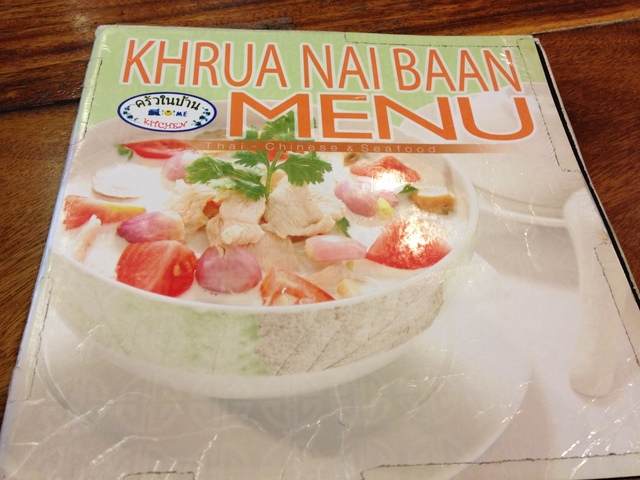 KHRUA NAI BAAN
ครัวในบ้าน
HOME
KITCHEN
MENU
Thai - Chinese & Seafood